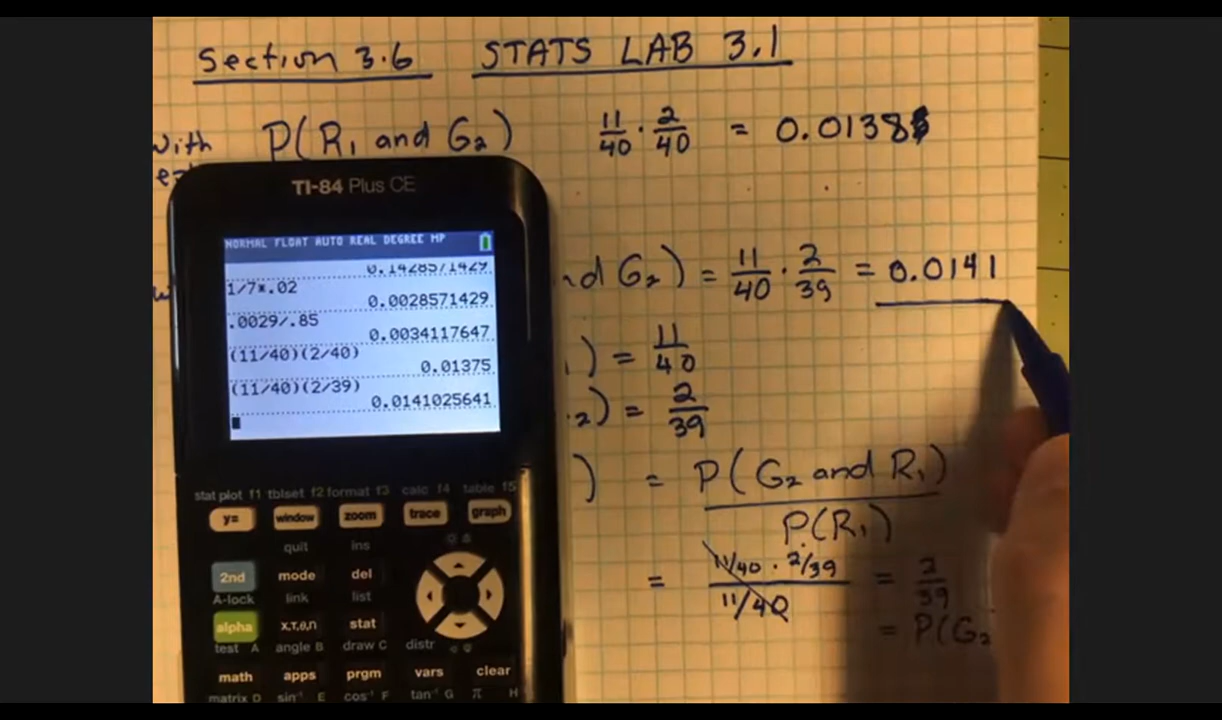 Section 3.6 STATS LAB 3.1
with P(R₁ and G₂) 11/40 · 2/40 = 0.0138
TI-84 Plus CE
NORMAL FLOAT AUTO REAL DEGREE MP
0.1428571429
1/7*.02
0.0028571429
.0029/.85
0.0034117647
(11/40)(2/40)
0.01375
(11/40)(2/39)
0.0141025641
nd G₂) = 11/40 · 2/39 = 0.0141
) = 11/40
₂) = 2/39
) = P(G₂ and R₁) / P(R₁)
= 11/40 · 2/39 / 11/40 = 2/39
= P(G₂
stat plot f1 tblset f2 format f3 calc f4 table f5
y= window zoom trace graph
quit ins
2nd mode del
A-lock link list
alpha X,T,θ,n stat
test A angle B draw C distr
math apps prgm vars clear
matrix D sin⁻¹ E cos⁻¹ F tan⁻¹ G π H